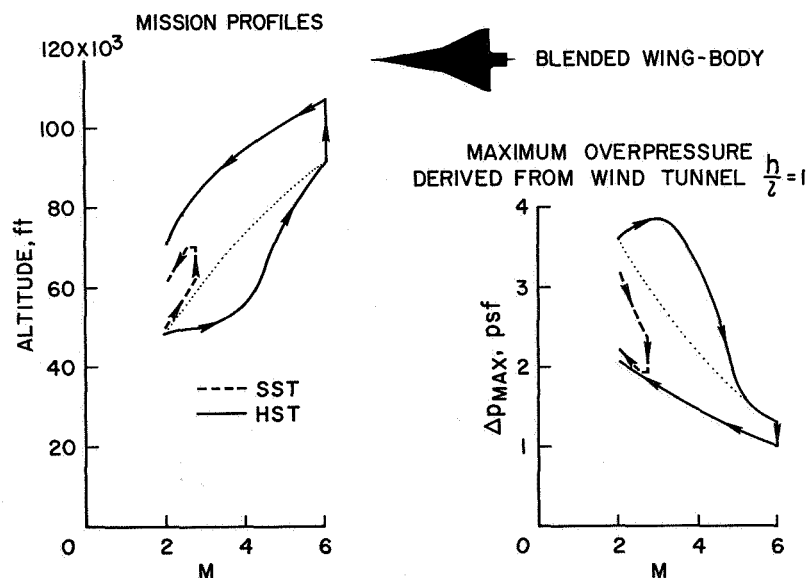 MISSION PROFILES
120x10³
100
80
60
40
20
0
2
4
6
ALTITUDE, ft
M
--- SST
— HST
BLENDED WING-BODY
MAXIMUM OVERPRESSURE
DERIVED FROM WIND TUNNEL h/l = 1
4
3
2
1
0
2
4
6
ΔpMAX, psf
M